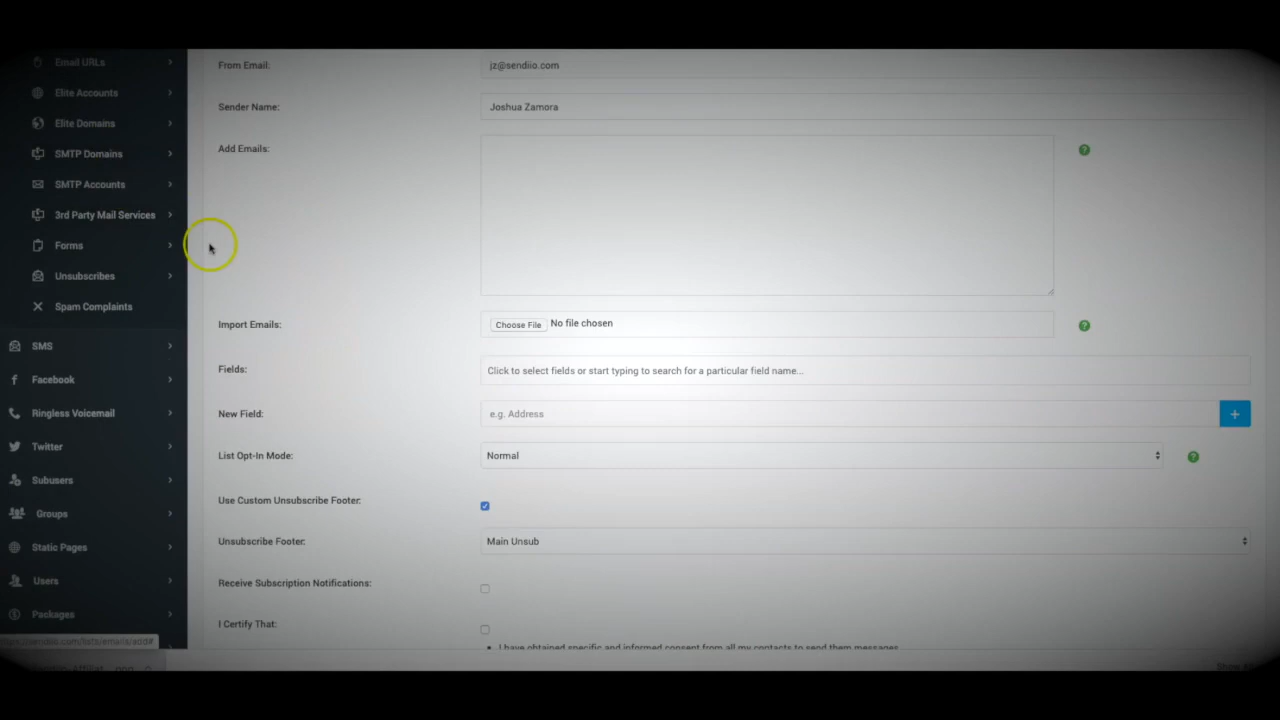 Email URLs
Elite Accounts
Elite Domains
SMTP Domains
SMTP Accounts
3rd Party Mail Services
Forms
Unsubscribes
Spam Complaints
SMS
Facebook
Ringless Voicemail
Twitter
Subusers
Groups
Static Pages
Users
Packages
From Email: jz@sendiio.com
Sender Name: Joshua Zamora
Add Emails:
Import Emails: Choose File No file chosen
Fields: Click to select fields or start typing to search for a particular field name...
New Field: e.g. Address
List Opt-In Mode: Normal
Use Custom Unsubscribe Footer:
Unsubscribe Footer: Main Unsub
Receive Subscription Notifications:
I Certify That:
I have obtained specific and informed consent from all my contacts to send them messages